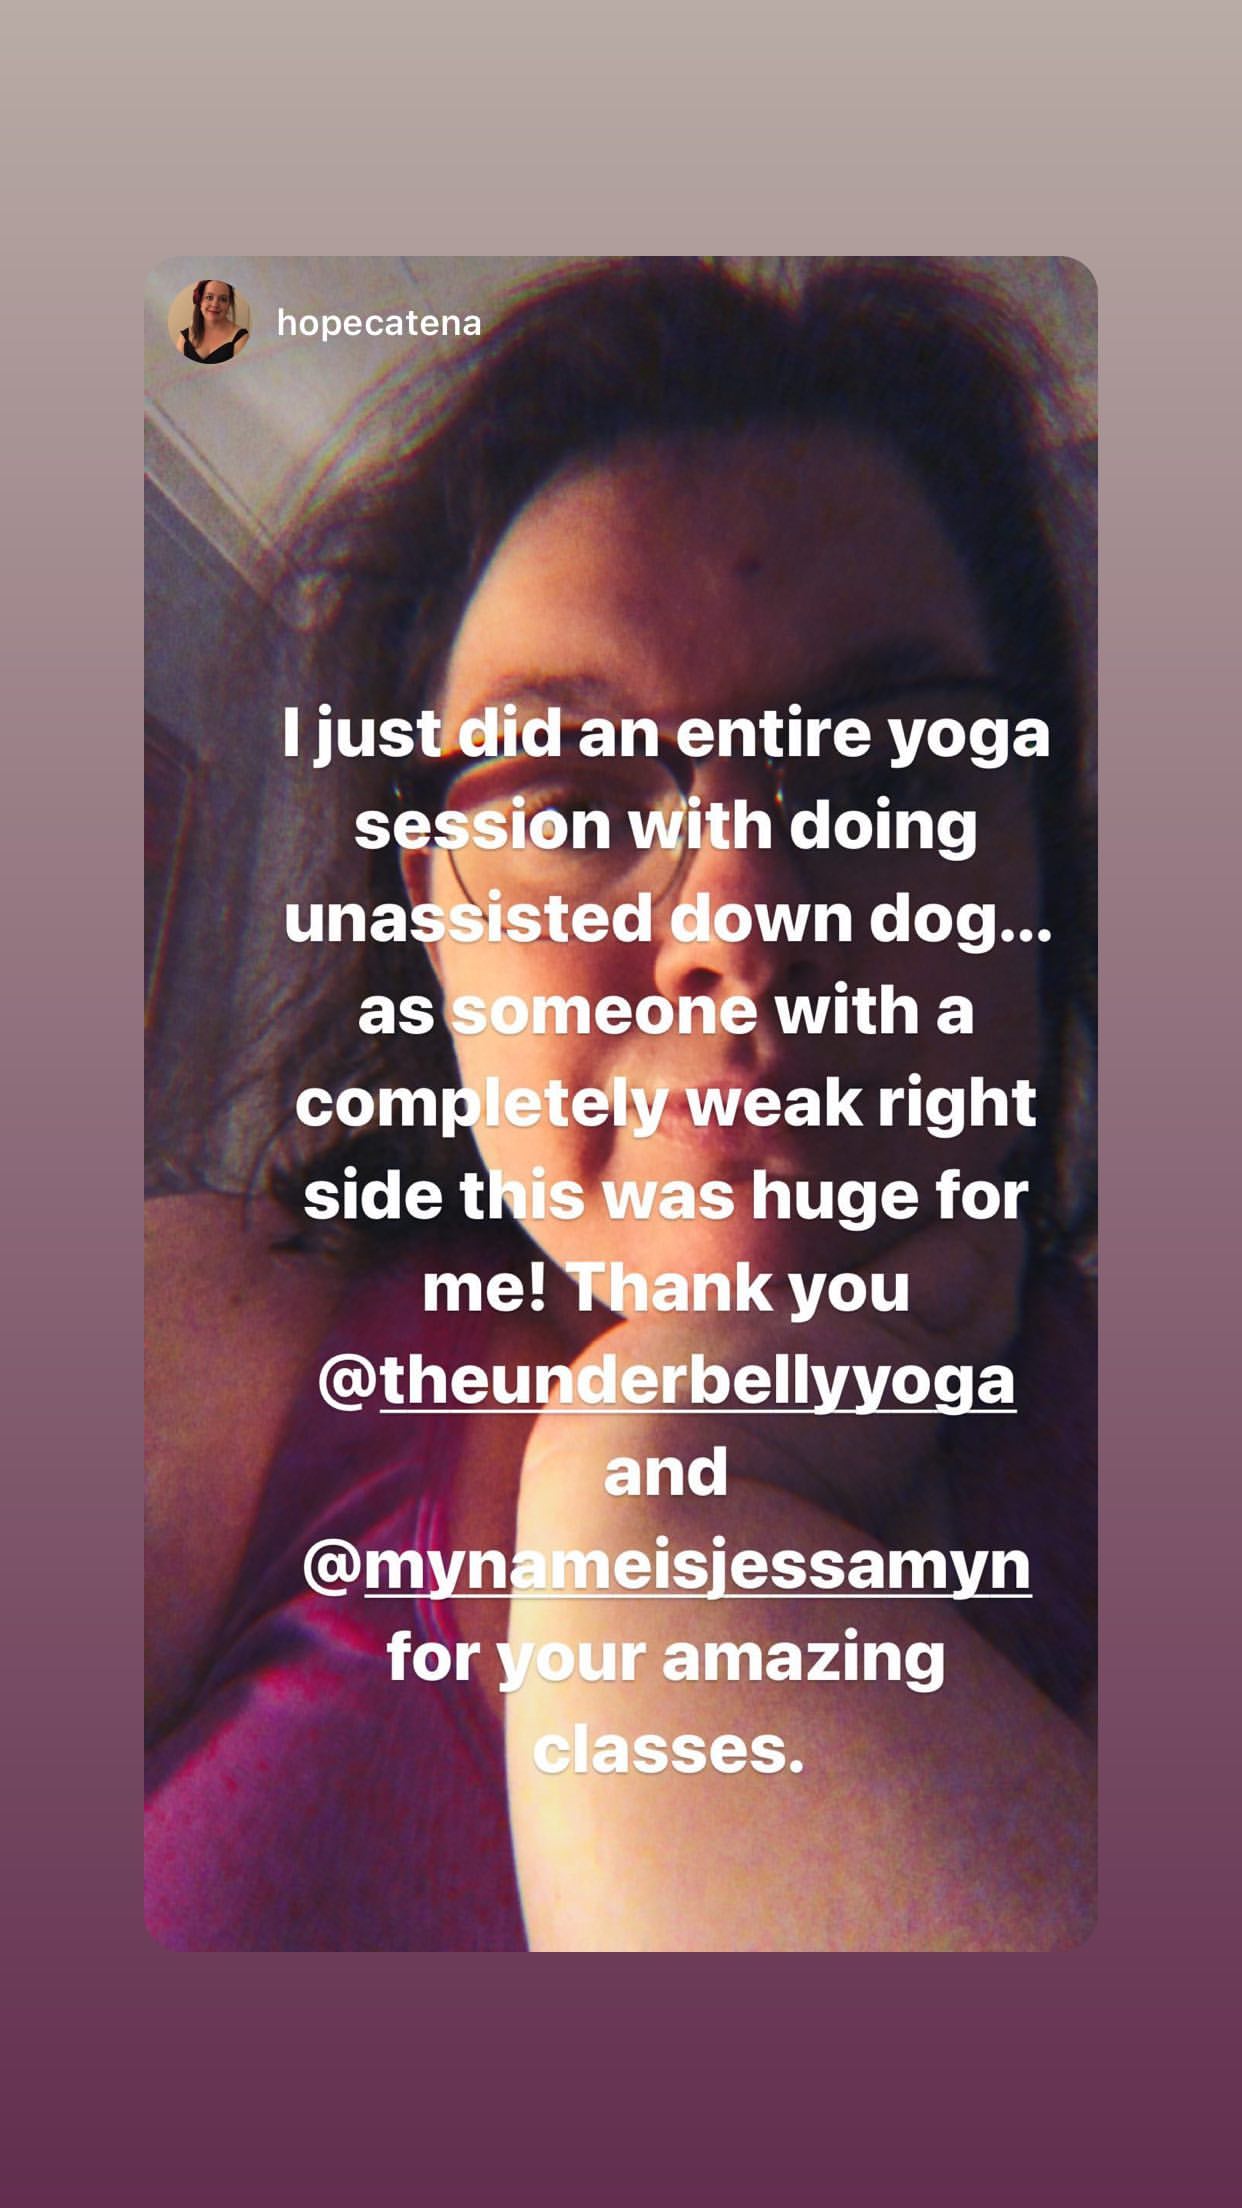 hopecatena
I just did an entire yoga
session with doing
unassisted down dog...
as someone with a
completely weak right
side this was huge for
me! Thank you
@theunderbellyyoga
and
@mynameisjessamyn
for your amazing
classes.